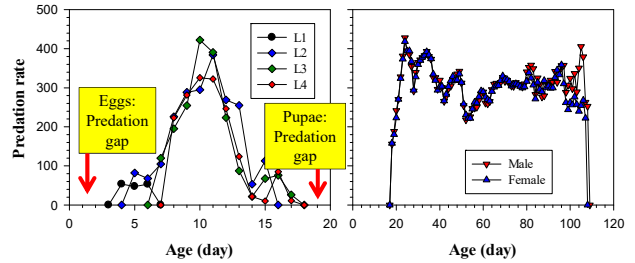 500
400
300
200
100
0
Predation rate
Eggs:
Predation
gap
L1
L2
L3
L4
Pupae:
Predation
gap
0 5 10 15 20
Age (day)
Male
Female
0 20 40 60 80 100 120
Age (day)